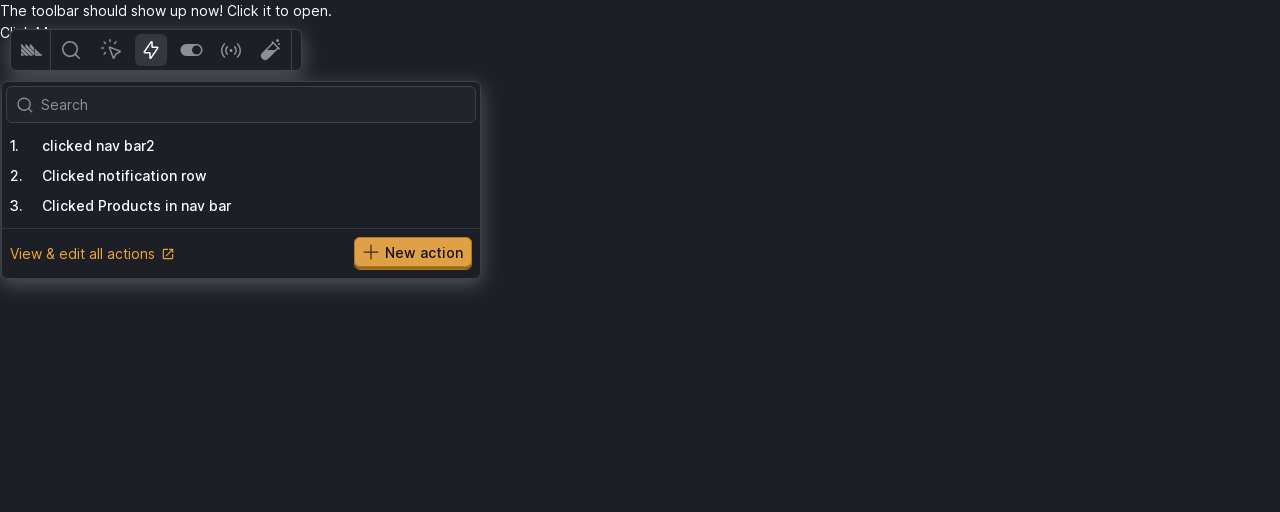 The toolbar should show up now! Click it to open.
Search
1. clicked nav bar2
2. Clicked notification row
3. Clicked Products in nav bar
View & edit all actions
New action